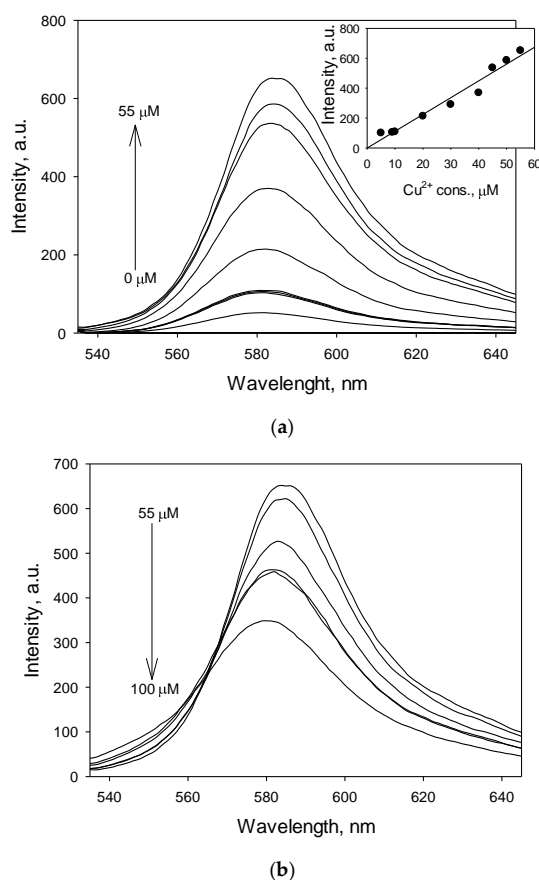 800
600
400
200
0
Intensity, a.u.
55 µM
0 µM
540 560 580 600 620 640
Wavelenght, nm
800
600
400
200
0
Intensity, a.u.
0 10 20 30 40 50 60
Cu²⁺ cons., µM
(a)
700
600
500
400
300
200
100
0
Intensity, a.u.
55 µM
100 µM
540 560 580 600 620 640
Wavelength, nm
(b)